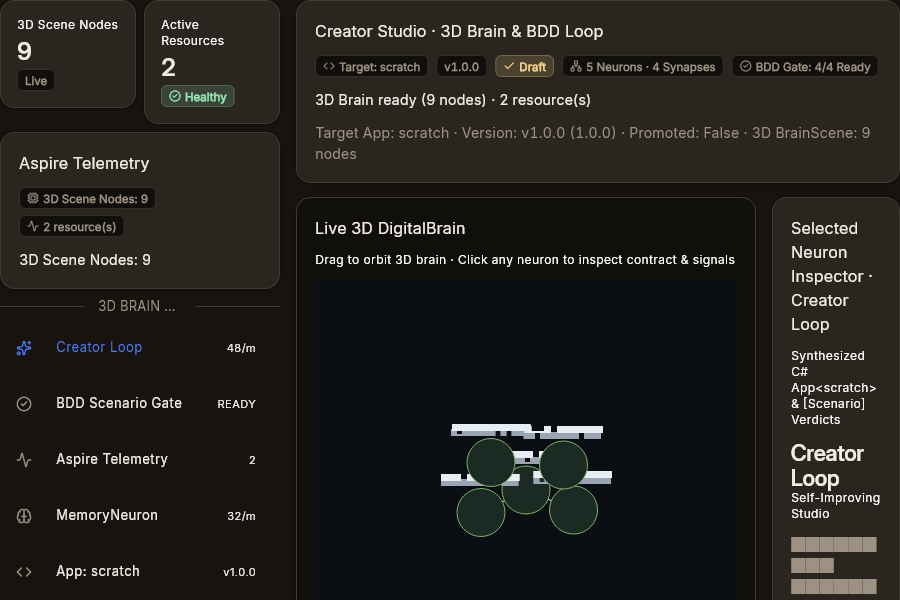 3D Scene Nodes
9
Live
Active
Resources
2
Healthy
Aspire Telemetry
3D Scene Nodes: 9
2 resource(s)
3D Scene Nodes: 9
3D BRAIN ...
Creator Loop
48/m
BDD Scenario Gate
READY
Aspire Telemetry
2
MemoryNeuron
32/m
App: scratch
v1.0.0
Creator Studio · 3D Brain & BDD Loop
Target: scratch
v1.0.0
Draft
5 Neurons · 4 Synapses
BDD Gate: 4/4 Ready
3D Brain ready (9 nodes) · 2 resource(s)
Target App: scratch · Version: v1.0.0 (1.0.0) · Promoted: False · 3D BrainScene: 9
nodes
Live 3D DigitalBrain
Drag to orbit 3D brain · Click any neuron to inspect contract & signals
Selected
Neuron
Inspector ·
Creator
Loop
Synthesized
C#
App<scratch>
& [Scenario]
Verdicts
Creator
Loop
Self-Improving
Studio